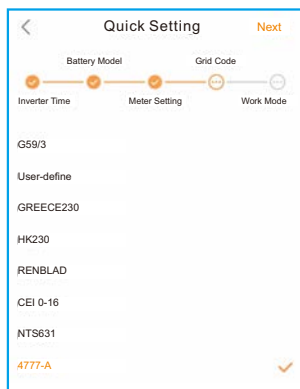 Quick Setting
Next
Battery Model
Grid Code
Inverter Time
Meter Setting
Work Mode
G59/3
User-define
GREECE230
HK230
RENBLAD
CEI 0-16
NTS631
4777-A